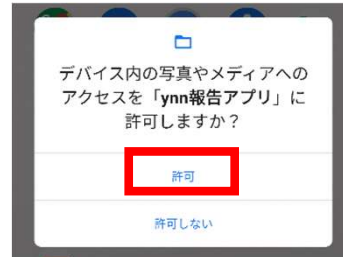 デバイス内の写真やメディアへの
アクセスを「ynn報告アプリ」に
許可しますか？
許可
許可しない